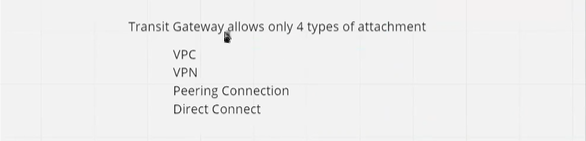 Transit Gateway allows only 4 types of attachment
VPC
VPN
Peering Connection
Direct Connect